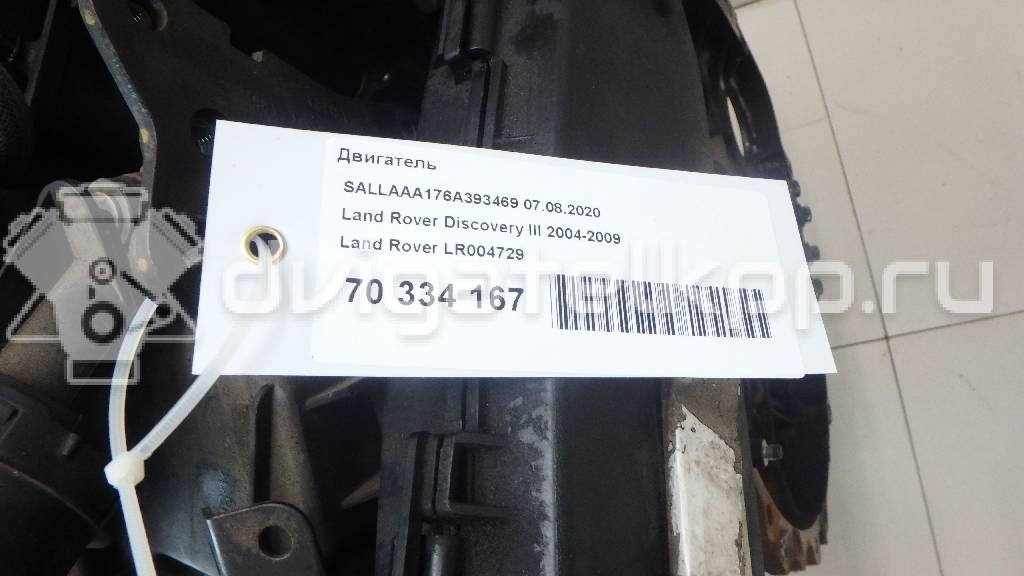 Двигатель
SALLAAA176A393469 07.08.2020
Land Rover Discovery III 2004-2009
Land Rover LR004729
70 334 167
dvigatelkop.ru